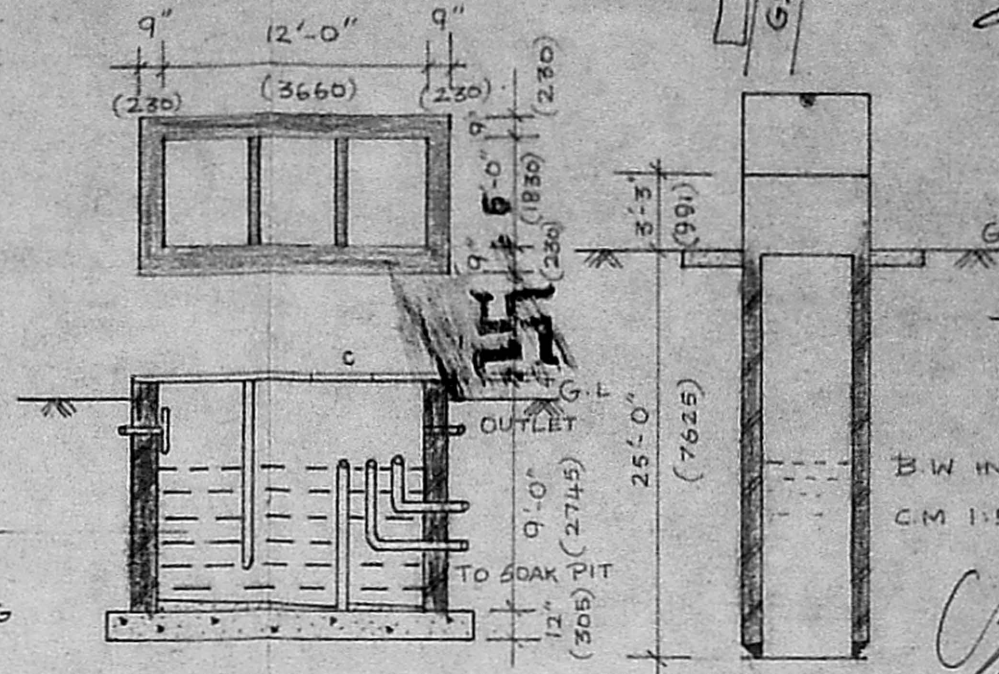 9" 12'-0" 9"
(230) (3660) (230)
9" (230)
6'-0" (1830)
9" (230)
C
G.L
OUTLET
9'-0" (2745)
TO SOAK PIT
12" (305)
G.
3'-3" (991)
G
25'-0" (7625)
B.W IN
C.M 1: